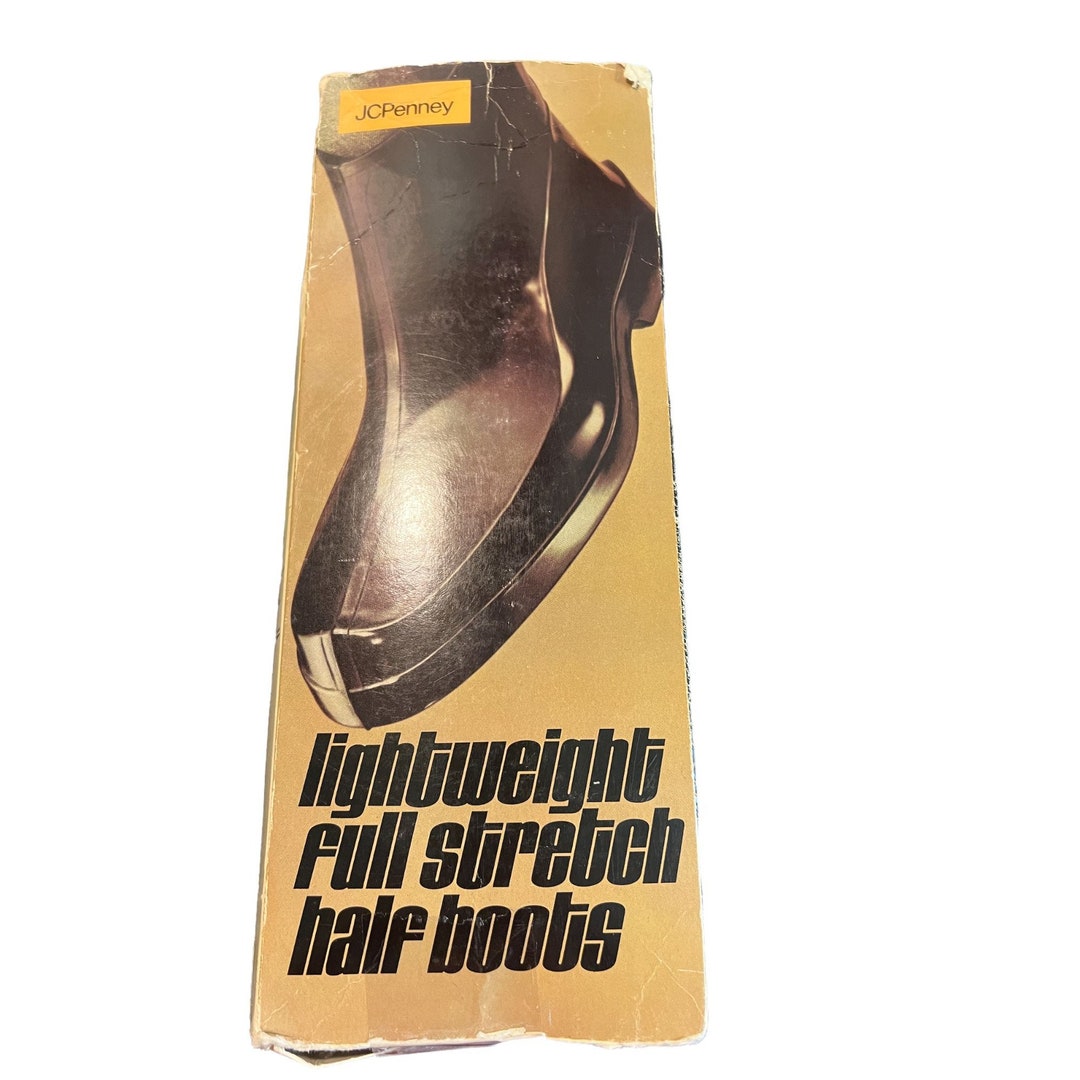 JCPenney
lightweight
full stretch
half boots